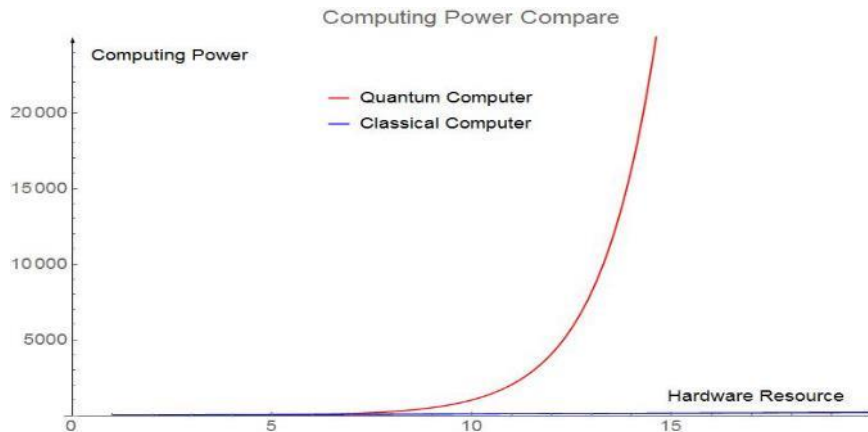 Computing Power Compare
Computing Power
Quantum Computer
Classical Computer
20000
15000
10000
5000
Hardware Resource
0 5 10 15